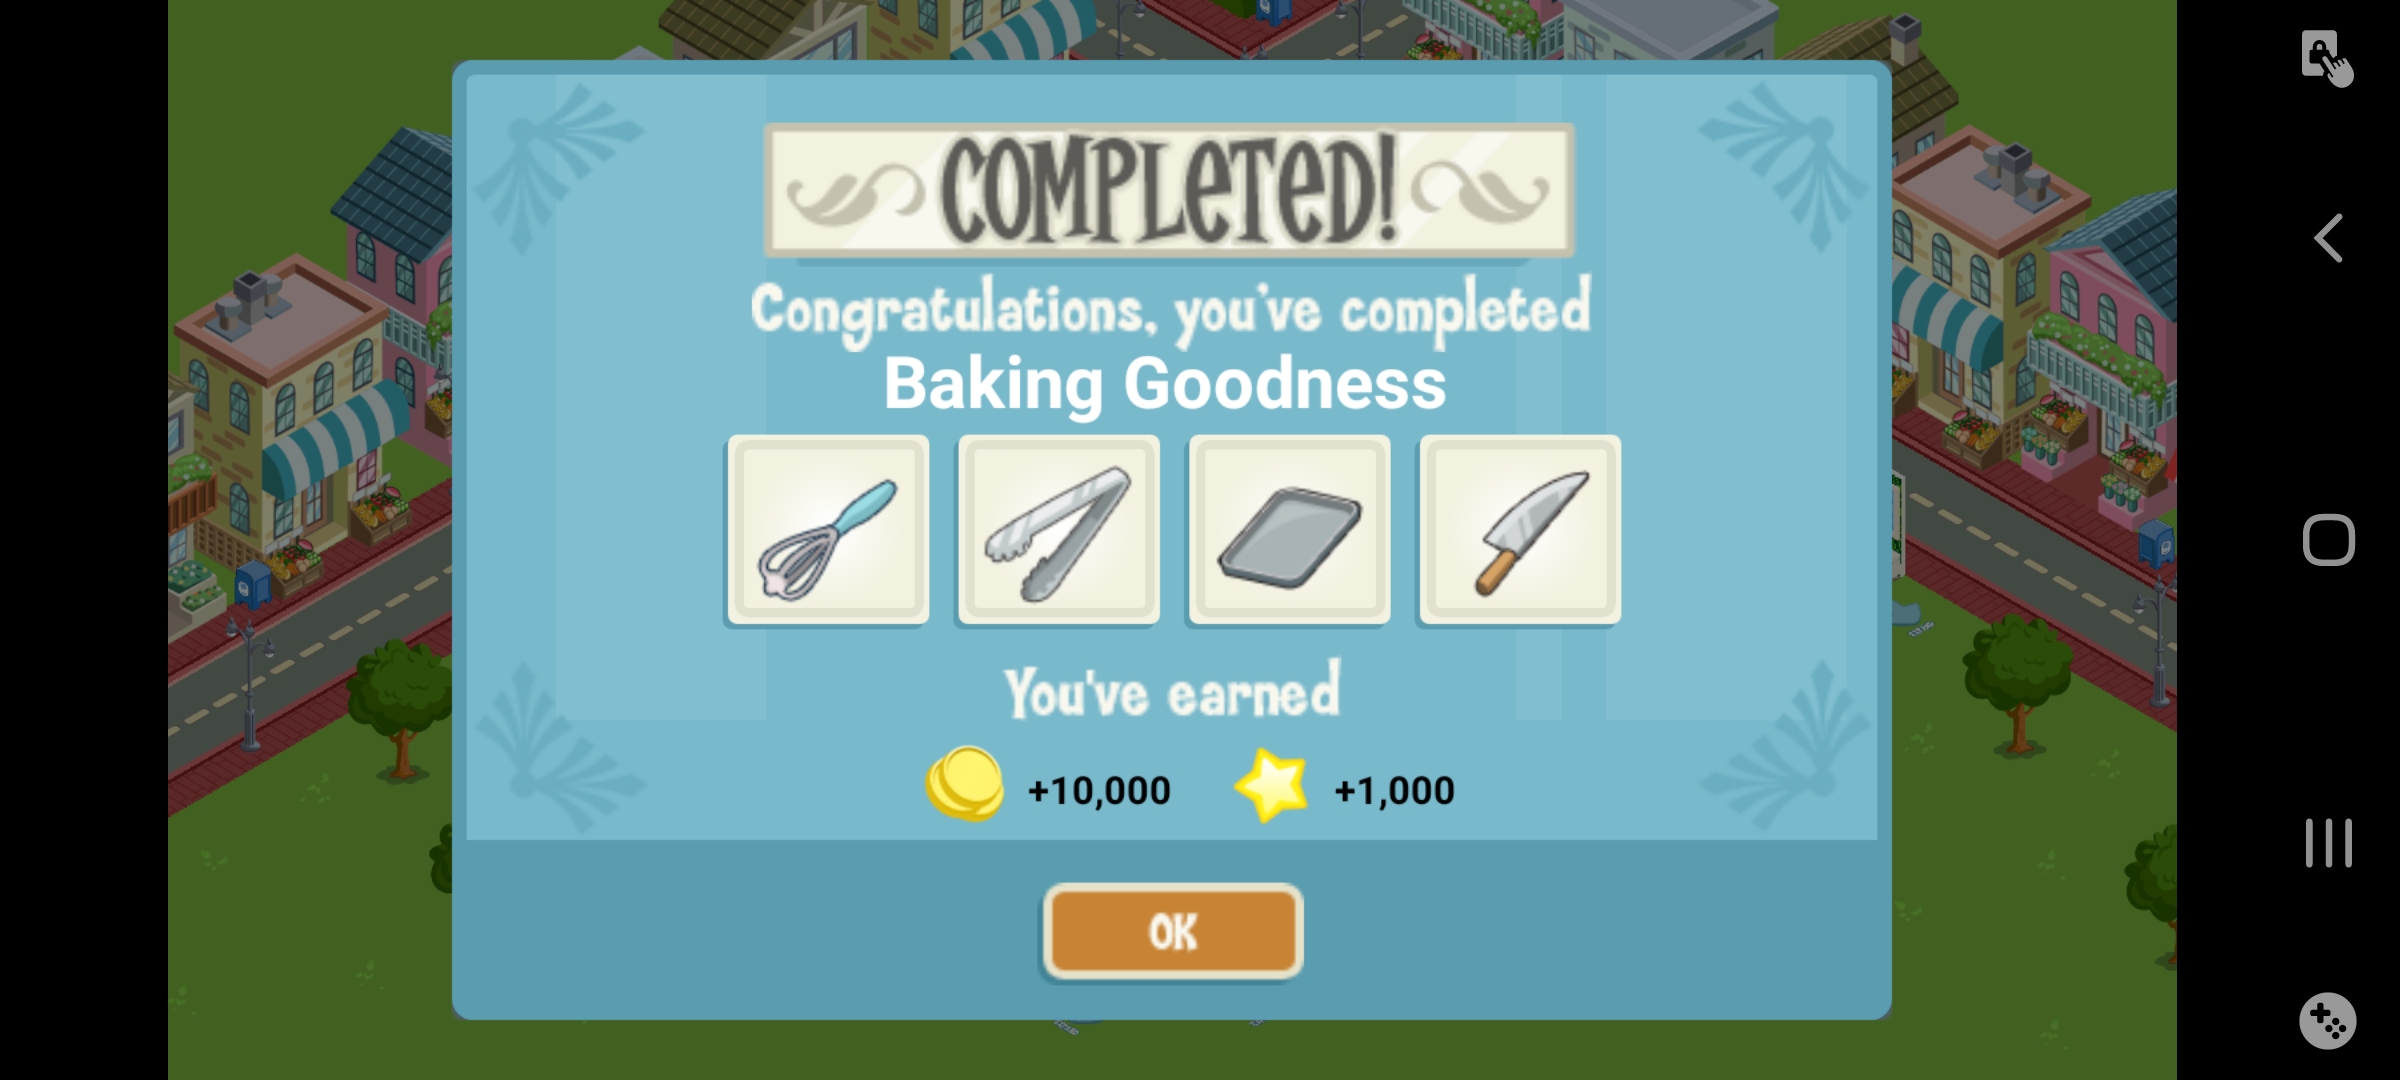 COMPLETED!
Congratulations, you've completed
Baking Goodness
You've earned
+10,000 +1,000
OK